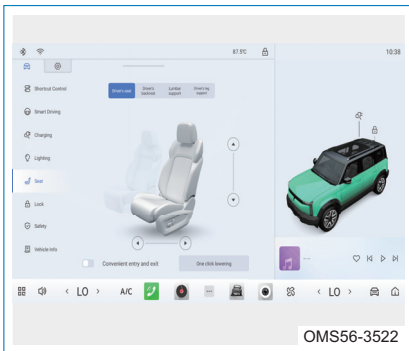 87.5℃
10:38
Shortcut Control
Driver's seat
Driver's backrest
Lumbar support
Driver's leg support
Smart Driving
Charging
Lighting
Seat
Lock
Safety
Vehicle Info
Convenient entry and exit
One click lowering
LO
A/C
LO
OMS56-3522